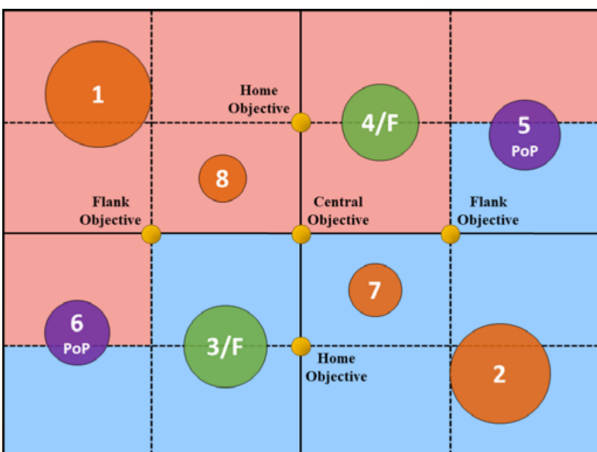 1
Home
Objective
4/F
5
PoP
8
Flank
Objective
Central
Objective
Flank
Objective
7
6
PoP
3/F
Home
Objective
2